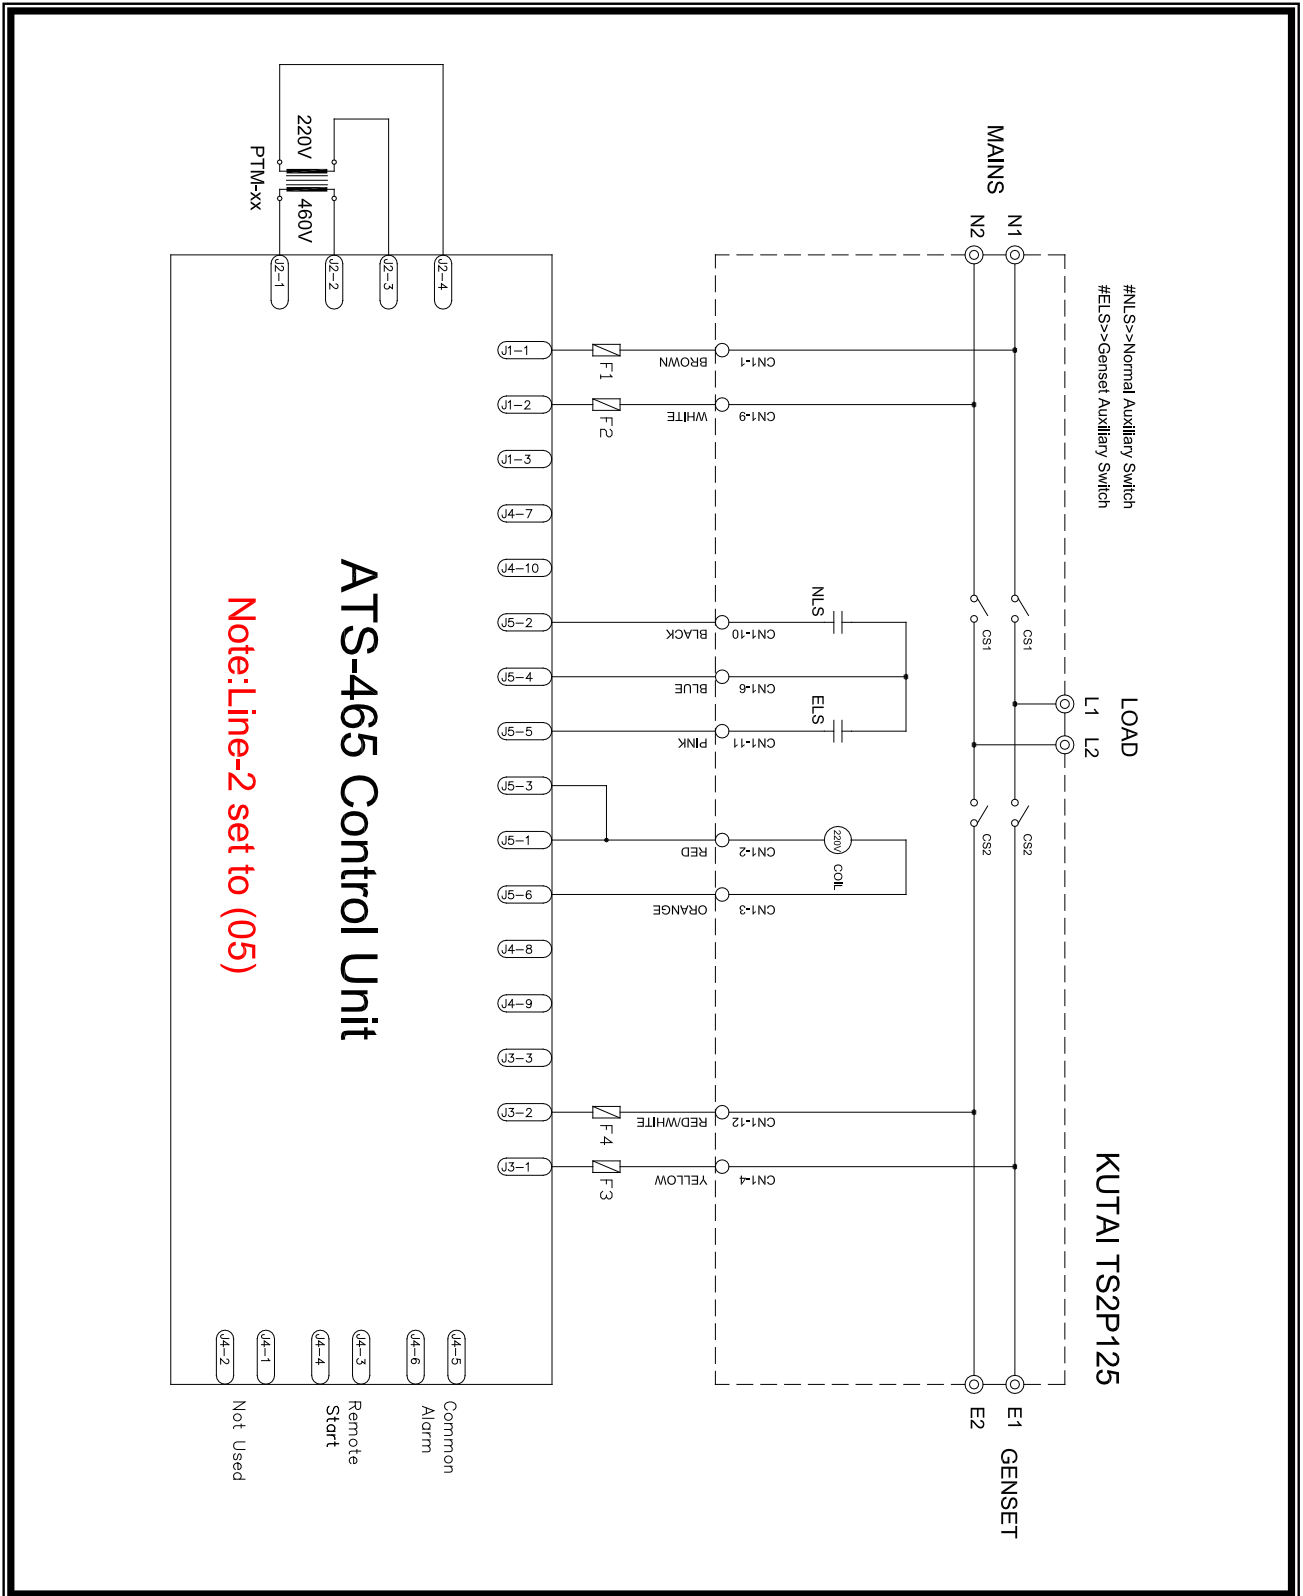 KUTAI TS2P125
MAINS
N1
N2
#NLS>>Normal Auxiliary Switch
#ELS>>Genset Auxiliary Switch
LOAD
L1
L2
CS1
CS1
CS2
CS2
E1
E2
GENSET
NLS
ELS
220V
COIL
CN1-1
CN1-9
CN1-10
CN1-6
CN1-11
CN1-2
CN1-3
CN1-12
CN1-4
BROWN
WHITE
BLACK
BLUE
PINK
RED
ORANGE
RED/WHITE
YELLOW
F1
F2
F4
F3
J1-1
J1-2
J1-3
J4-7
J4-10
J5-2
J5-4
J5-5
J5-3
J5-1
J5-6
J4-8
J4-9
J3-3
J3-2
J3-1
J2-4
J2-3
J2-2
J2-1
220V
460V
PTM-xx
ATS-465 Control Unit
Note:Line-2 set to (05)
J4-5
J4-6
J4-3
J4-4
J4-1
J4-2
Common
Alarm
Remote
Start
Not Used